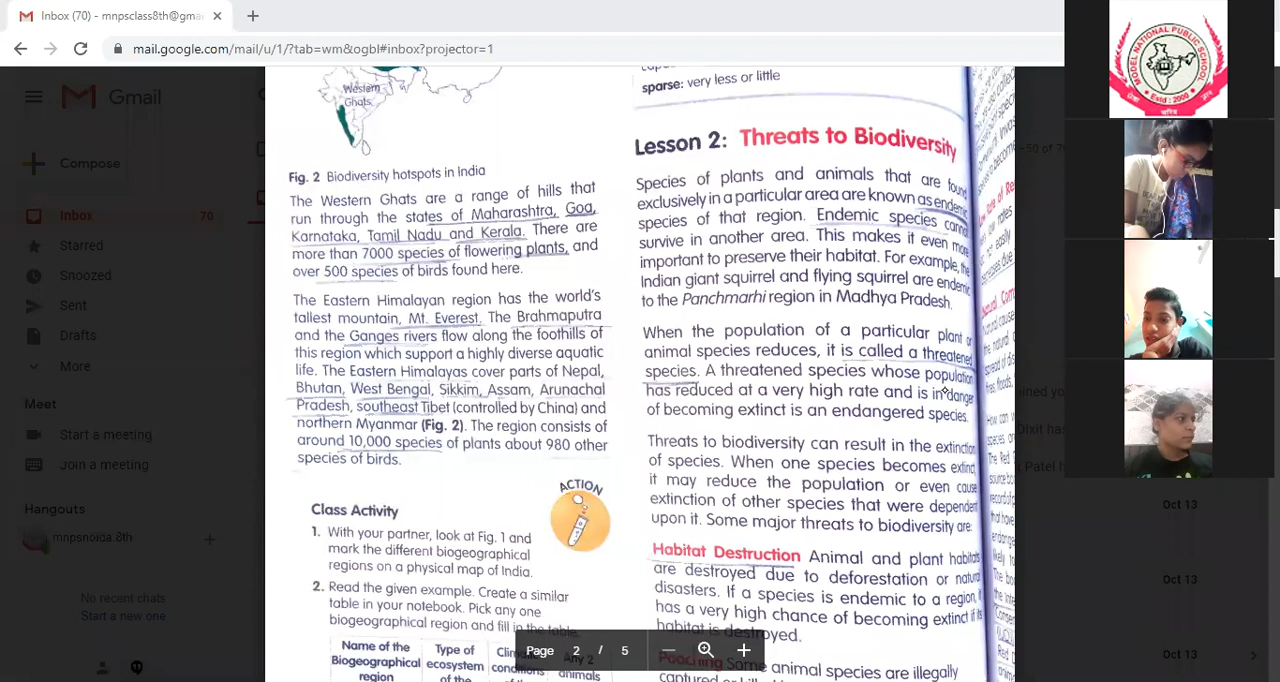 Inbox (70) - mnpsclass8th@gma
mail.google.com/mail/u/1/?tab=wm&ogbl#inbox?projector=1
Gmail
Compose
Inbox 70
Starred
Snoozed
Sent
Drafts
More
Meet
Start a meeting
Join a meeting
Hangouts
mnpsnoida.8th
No recent chats
Start a new one
Western
Ghats
Fig. 2 Biodiversity hotspots in India
The Western Ghats are a range of hills that
run through the states of Maharashtra, Goa,
Karnataka, Tamil Nadu and Kerala. There are
more than 7000 species of flowering plants, and
over 500 species of birds found here.
The Eastern Himalayan region has the world's
tallest mountain, Mt. Everest. The Brahmaputra
and the Ganges rivers flow along the foothills of
this region which support a highly diverse aquatic
life. The Eastern Himalayas cover parts of Nepal,
Bhutan, West Bengal, Sikkim, Assam, Arunachal
Pradesh, southeast Tibet (controlled by China) and
northern Myanmar (Fig. 2). The region consists of
around 10,000 species of plants about 980 other
species of birds.
ACTION
Class Activity
1. With your partner, look at Fig. 1 and
mark the different biogeographical
regions on a physical map of India.
2. Read the given example. Create a similar
table in your notebook. Pick any one
biogeographical region and fill in the table.
Name of the
Biogeographical
region
Type of
ecosystem
of the
conditions
Any 2
animals
sparse: very less or little
Lesson 2: Threats to Biodiversity
Species of plants and animals that are found
exclusively in a particular area are known as endemic
species of that region. Endemic species cannot
survive in another area. This makes it even more
important to preserve their habitat. For example, the
Indian giant squirrel and flying squirrel are endemic
to the Panchmarhi region in Madhya Pradesh.
When the population of a particular plant or
animal species reduces, it is called a threatened
species. A threatened species whose population
has reduced at a very high rate and is in danger
of becoming extinct is an endangered species.
Threats to biodiversity can result in the extinction
of species. When one species becomes extinct
it may reduce the population or even cause
extinction of other species that were dependent
upon it. Some major threats to biodiversity are:
Habitat Destruction Animal and plant habitats
are destroyed due to deforestation or natural
disasters. If a species is endemic to a region, it
has a very high chance of becoming extinct if its
habitat is destroyed.
Poaching Some animal species are illegally
Page 2 / 5
MODEL NATIONAL PUBLIC SCHOOL
Estd : 2000
Oct 13
Oct 13
Oct 13